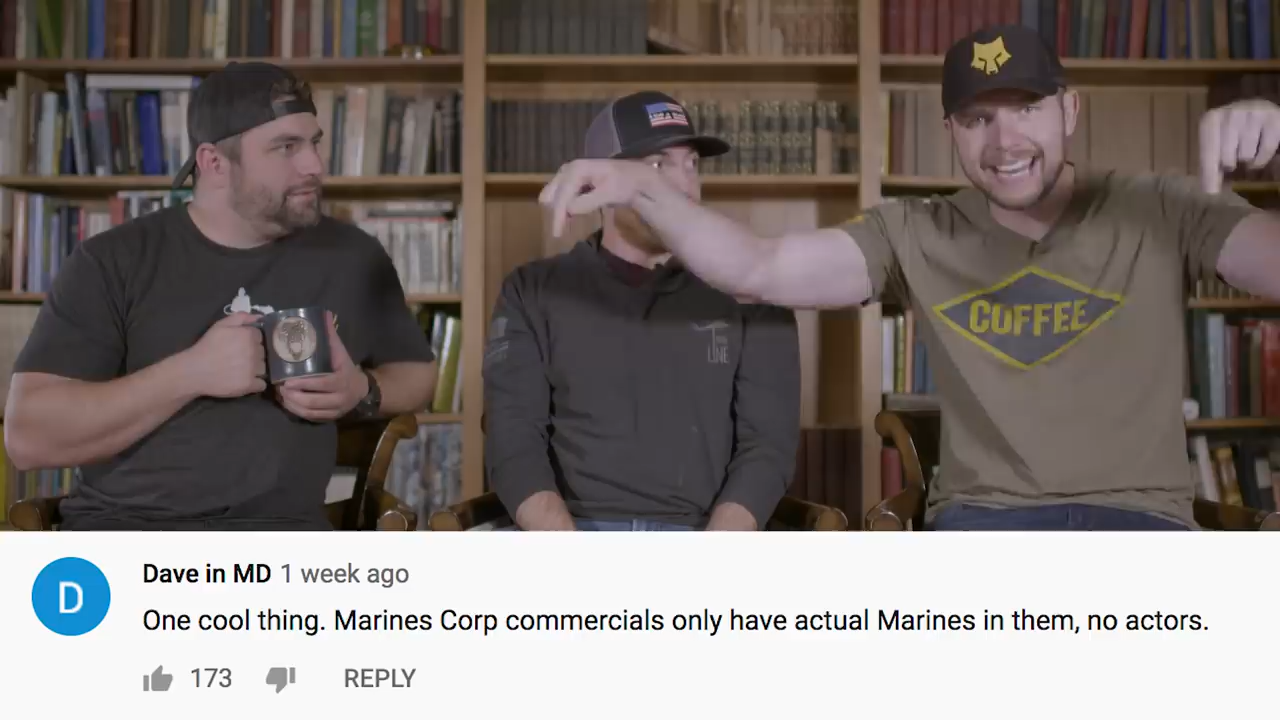 COFFEE
LINE
Dave in MD 1 week ago
One cool thing. Marines Corp commercials only have actual Marines in them, no actors.
173 REPLY